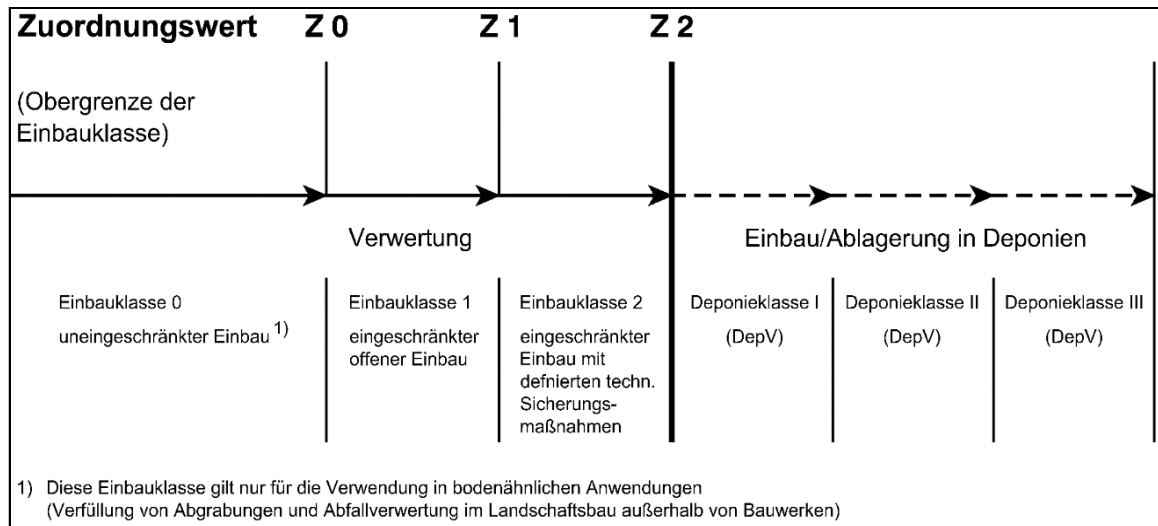 Zuordnungswert Z 0 Z 1 Z 2
(Obergrenze der
Einbauklasse)
Verwertung
Einbau/Ablagerung in Deponien
Einbauklasse 0
uneingeschränkter Einbau 1)
Einbauklasse 1
eingeschränkter
offener Einbau
Einbauklasse 2
eingeschränkter
Einbau mit
defnierten techn.
Sicherungs-
maßnahmen
Deponieklasse I
(DepV)
Deponieklasse II
(DepV)
Deponieklasse III
(DepV)
1) Diese Einbauklasse gilt nur für die Verwendung in bodenähnlichen Anwendungen
(Verfüllung von Abgrabungen und Abfallverwertung im Landschaftsbau außerhalb von Bauwerken)